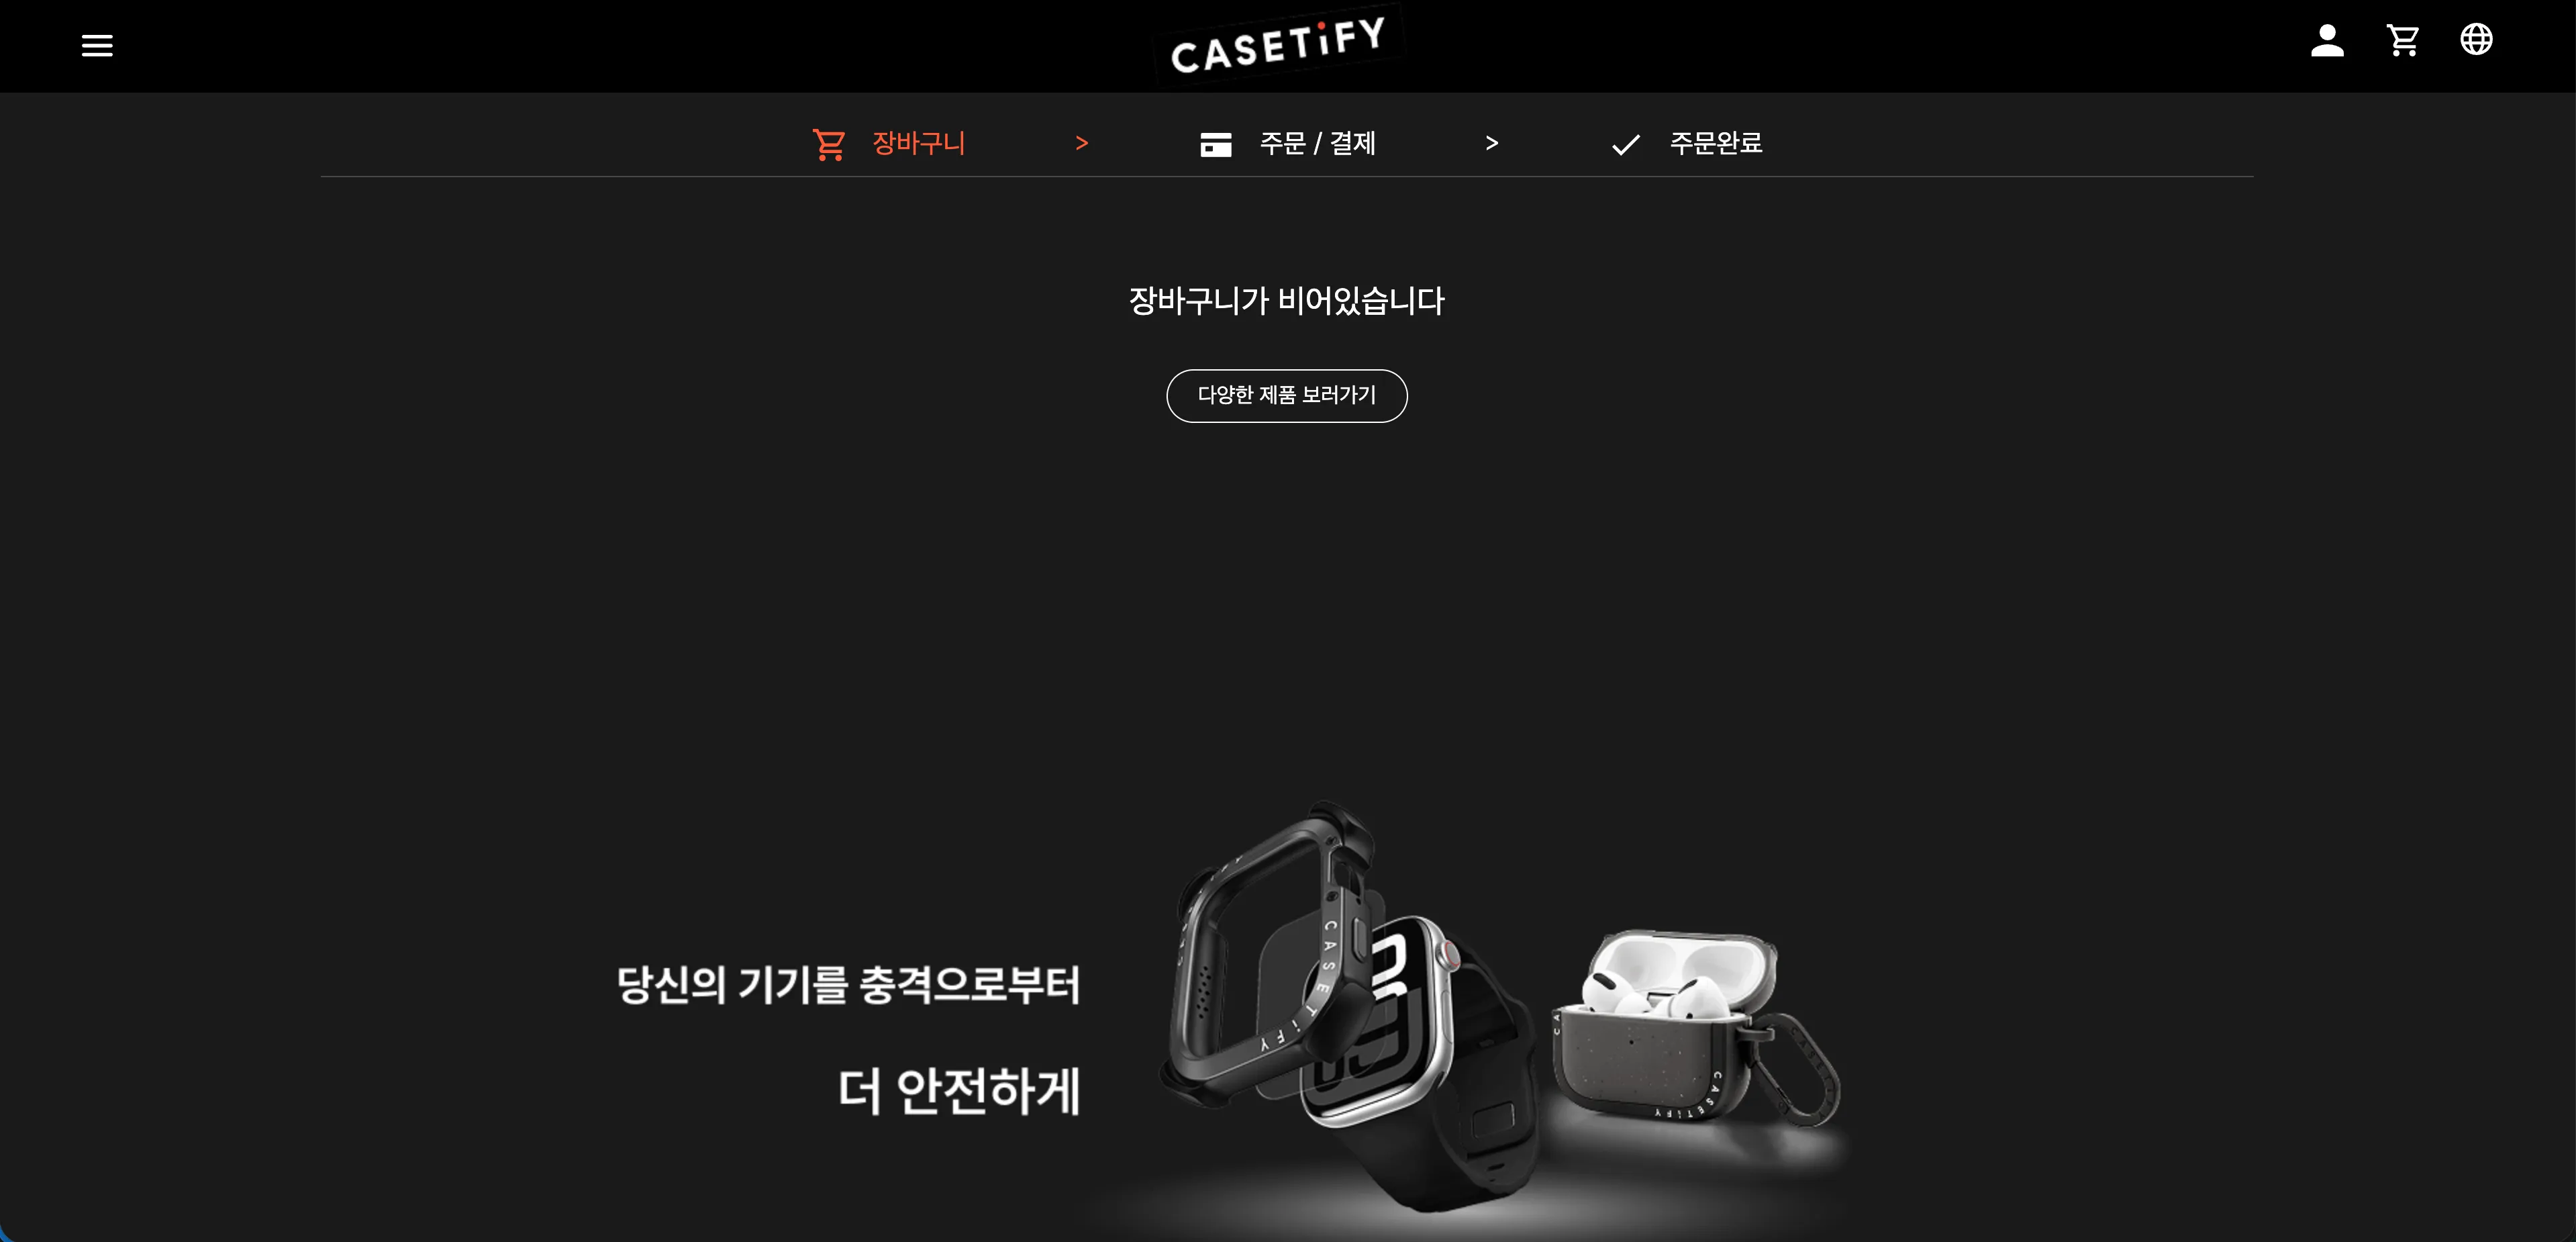 CASETiFY
장바구니 > 주문 / 결제 > 주문완료
장바구니가 비어있습니다
다양한 제품 보러가기
당신의 기기를 충격으로부터
더 안전하게
CASETiFY
CASETiFY
CA